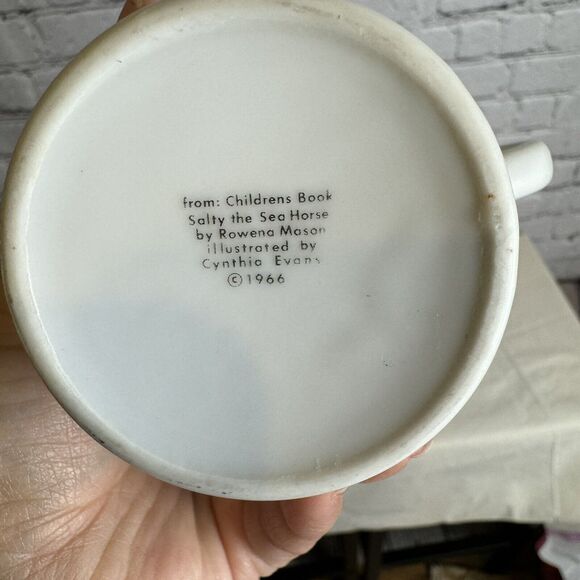 from: Childrens Book
Salty the Sea Horse
by Rowena Mason
illustrated by
Cynthia Evans
©1966